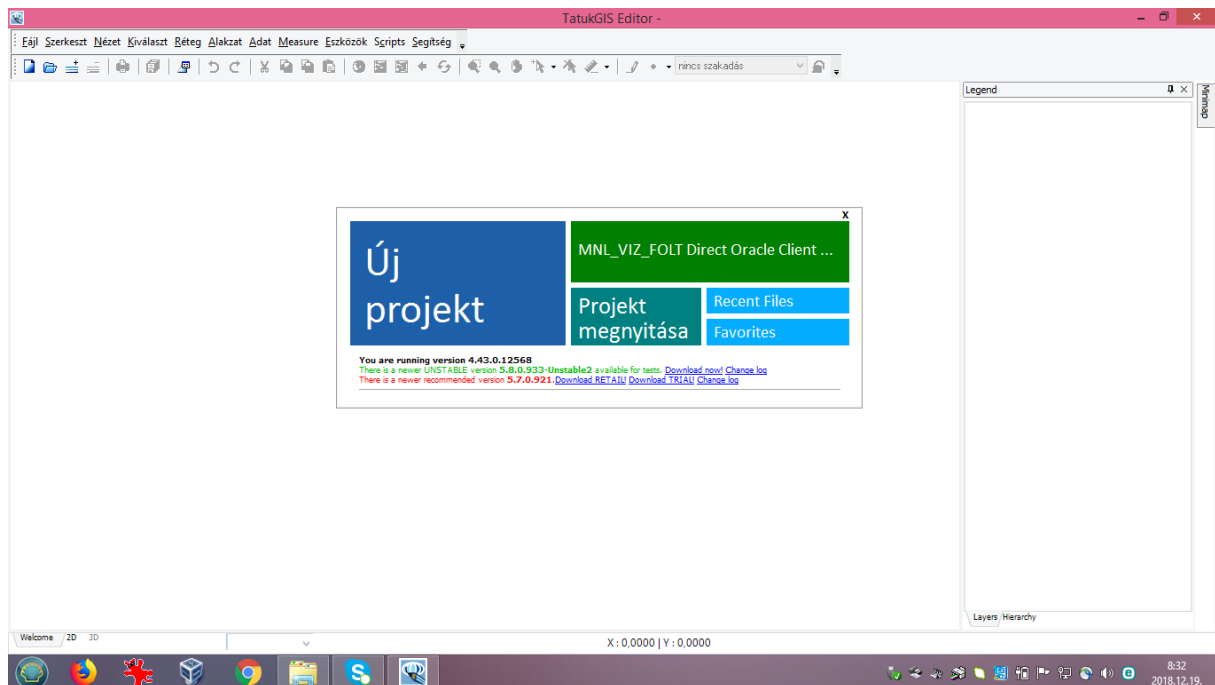 TatukGIS Editor -
Fájl Szerkeszt Nézet Kiválaszt Réteg Alakzat Adat Measure Eszközök Scripts Segítség
nincs szakadás
Legend
Minimap
X
Új
projekt
MNL_VIZ_FOLT Direct Oracle Client ...
Projekt
megnyitása
Recent Files
Favorites
You are running version 4.43.0.12568
There is a newer UNSTABLE version 5.8.0.933-Unstable2 available for tests. Download now! Change log
There is a newer recommended version 5.7.0.921. Download RETAIL! Download TRIAL! Change log
Layers Hierarchy
Welcome 2D 3D
X : 0,0000 | Y : 0,0000
8:32
2018.12.19.